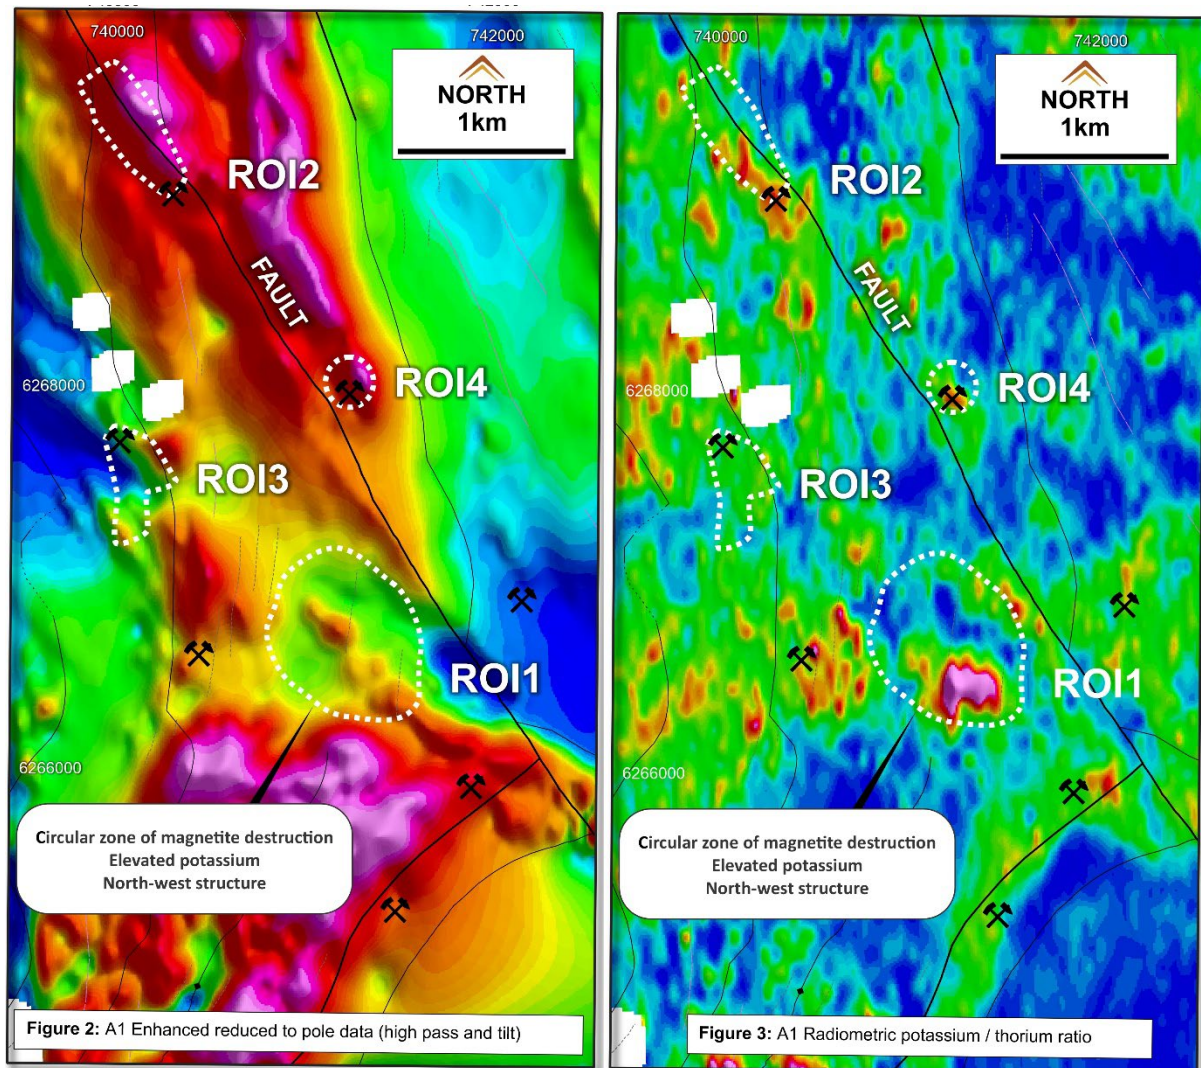 740000
742000
NORTH
1km
ROI2
FAULT
6268000
ROI4
ROI3
ROI1
6266000
Circular zone of magnetite destruction
Elevated potassium
North-west structure
Figure 2: A1 Enhanced reduced to pole data (high pass and tilt)
740000
742000
NORTH
1km
ROI2
FAULT
6268000
ROI4
ROI3
ROI1
6266000
Circular zone of magnetite destruction
Elevated potassium
North-west structure
Figure 3: A1 Radiometric potassium / thorium ratio